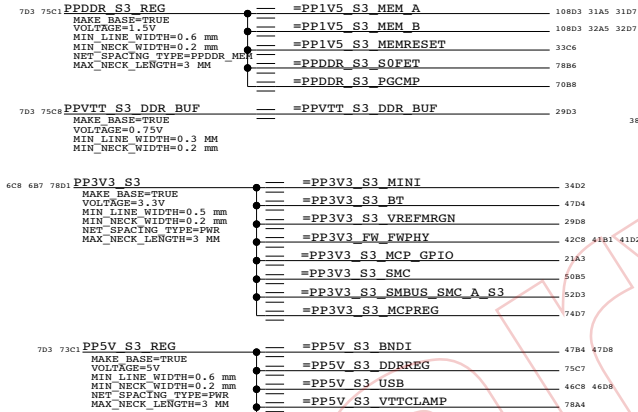 7D3 75C1 PPDDR_S3_REG =PP1V5_S3_MEM_A 108D3 31A5 31D7
MAKE_BASE=TRUE
VOLTAGE=1.5V =PP1V5_S3_MEM_B 108D3 32A5 32D7
MIN_LINE_WIDTH=0.6 mm
MIN_NECK_WIDTH=0.2 mm =PP1V5_S3_MEMRESET 33C6
NET_SPACING_TYPE=PPDDR_MEM
MAX_NECK_LENGTH=3 MM =PPDDR_S3_S0FET 78B6
=PPDDR_S3_PGCMP 70B8
7D3 75C8 PPVTT_S3_DDR_BUF =PPVTT_S3_DDR_BUF 29D3
MAKE_BASE=TRUE 38
VOLTAGE=0.75V
MIN_LINE_WIDTH=0.3 MM
MIN_NECK_WIDTH=0.2 mm
6C8 6B7 78D1 PP3V3_S3 =PP3V3_S3_MINI 34D2
MAKE_BASE=TRUE
VOLTAGE=3.3V =PP3V3_S3_BT 47D4
MIN_LINE_WIDTH=0.5 mm
MIN_NECK_WIDTH=0.2 mm =PP3V3_S3_VREFMRGN 29D8
NET_SPACING_TYPE=PWR
MAX_NECK_LENGTH=3 MM =PP3V3_FW_FWPHY 42C8 41B1 41D2
=PP3V3_S3_MCP_GPIO 21A3
=PP3V3_S3_SMC 50B5
=PP3V3_S3_SMBUS_SMC_A_S3 52D3
=PP3V3_S3_MCPREG 74D7
7D3 73C1 PP5V_S3_REG =PP5V_S3_BNDI 47B4 47D8
MAKE_BASE=TRUE
VOLTAGE=5V =PP5V_S3_DDRREG 75C7
MIN_LINE_WIDTH=0.6 mm
MIN_NECK_WIDTH=0.2 mm =PP5V_S3_USB 46C8 46D8
NET_SPACING_TYPE=PWR
MAX_NECK_LENGTH=3 MM =PP5V_S3_VTTCLAMP 78A4